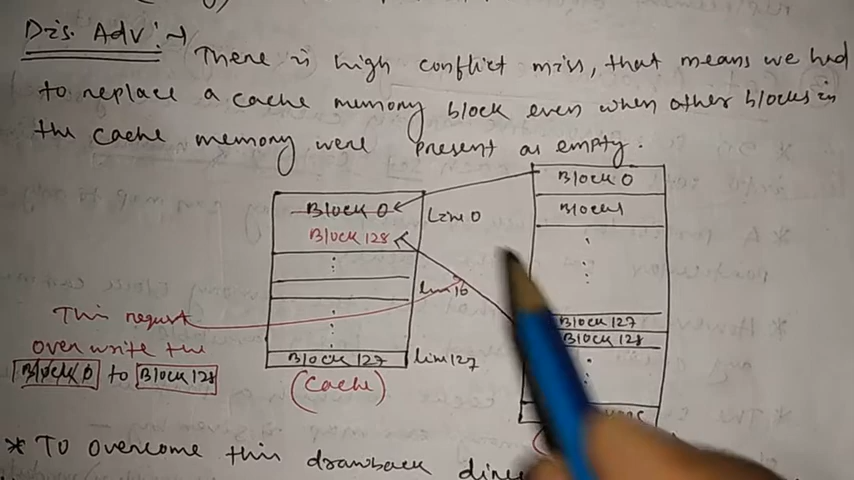 Dis. Adv :→
There is high conflict miss, that means we had
to replace a cache memory block even when other blocks in
the cache memory were present as empty.
Block 0
Block 1
Block 127
Block 128
Block 0
Line 0
Block 128
Line 16
Block 127
Line 127
(Cache)
This request
over write the
Block 0 to Block 128
* To overcome this drawback